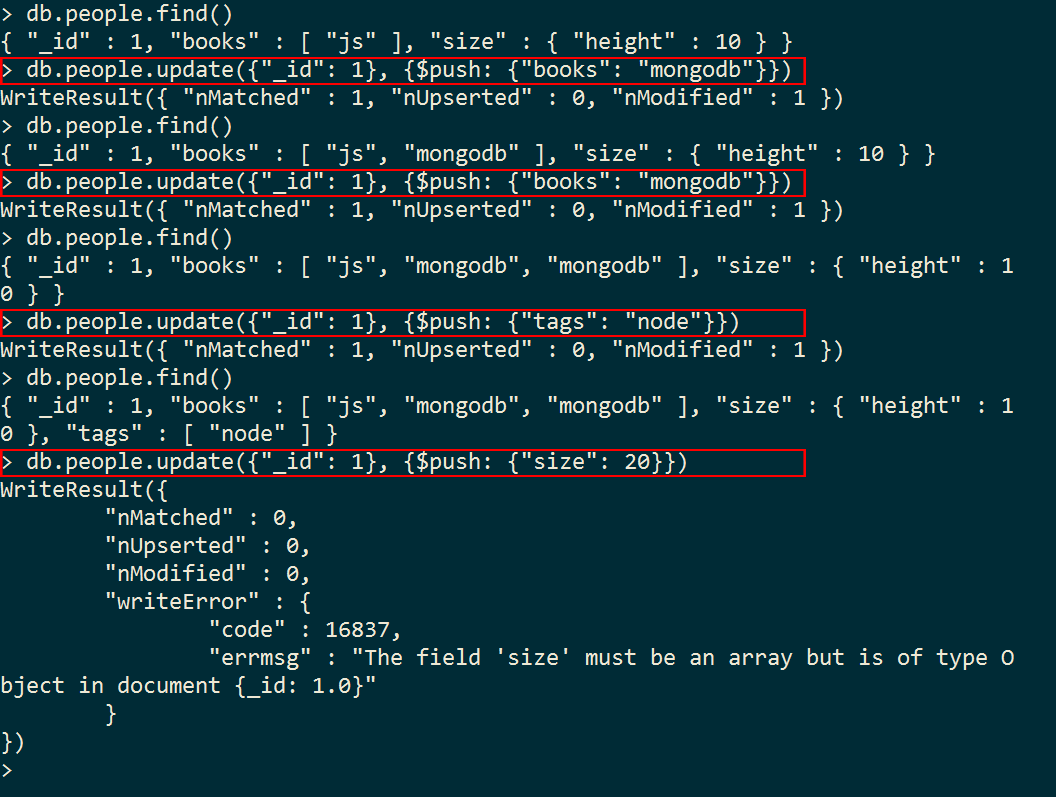 > db.people.find()
{ "_id" : 1, "books" : [ "js" ], "size" : { "height" : 10 } }
> db.people.update({"_id": 1}, {$push: {"books": "mongodb"}})
WriteResult({ "nMatched" : 1, "nUpserted" : 0, "nModified" : 1 })
> db.people.find()
{ "_id" : 1, "books" : [ "js", "mongodb" ], "size" : { "height" : 10 } }
> db.people.update({"_id": 1}, {$push: {"books": "mongodb"}})
WriteResult({ "nMatched" : 1, "nUpserted" : 0, "nModified" : 1 })
> db.people.find()
{ "_id" : 1, "books" : [ "js", "mongodb", "mongodb" ], "size" : { "height" : 1
0 } }
> db.people.update({"_id": 1}, {$push: {"tags": "node"}})
WriteResult({ "nMatched" : 1, "nUpserted" : 0, "nModified" : 1 })
> db.people.find()
{ "_id" : 1, "books" : [ "js", "mongodb", "mongodb" ], "size" : { "height" : 1
0 }, "tags" : [ "node" ] }
> db.people.update({"_id": 1}, {$push: {"size": 20}})
WriteResult({
        "nMatched" : 0,
        "nUpserted" : 0,
        "nModified" : 0,
        "writeError" : {
                "code" : 16837,
                "errmsg" : "The field 'size' must be an array but is of type O
bject in document {_id: 1.0}"
        }
})
>